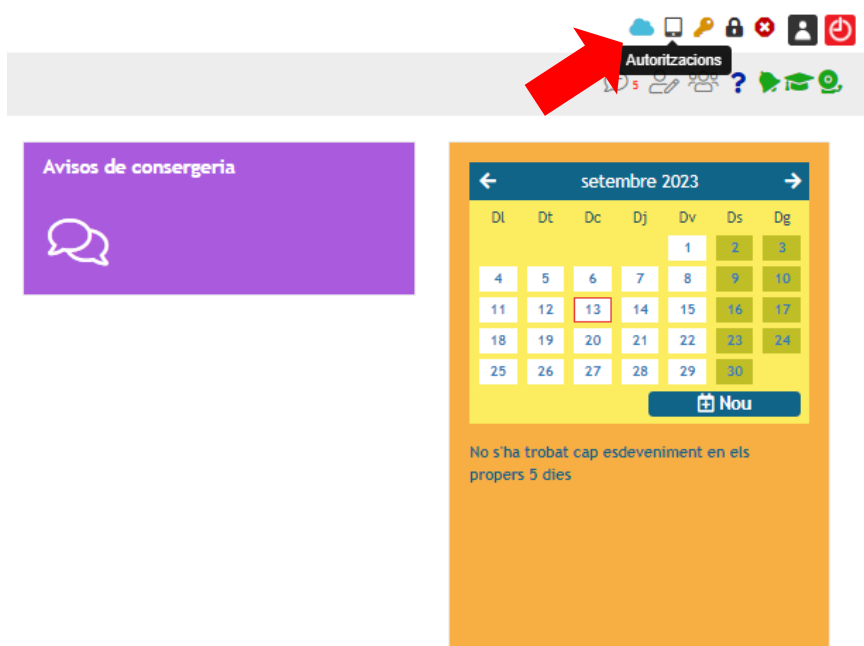 Autoritzacions
5
?
Avisos de consergeria
setembre 2023
Dl Dt Dc Dj Dv Ds Dg
1 2 3
4 5 6 7 8 9 10
11 12 13 14 15 16 17
18 19 20 21 22 23 24
25 26 27 28 29 30
Nou
No s'ha trobat cap esdeveniment en els
propers 5 dies